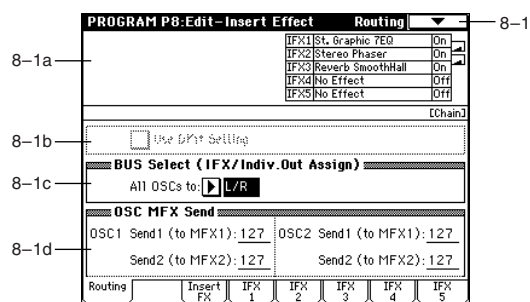 PROGRAM P8:Edit-Insert Effect Routing
8-1
IFX1 St. Graphic 7EQ On
IFX2 Stereo Phaser On
8-1a
IFX3 Reverb SmoothHall On
IFX4 No Effect Off
IFX5 No Effect Off
[Chain]
8-1b
Use DKit Setting
BUS Select (IFX/Indiv.Out Assign)
8-1c
All OSCs to: L/R
OSC MFX Send
OSC1 Send1 (to MFX1): 127 OSC2 Send1 (to MFX1): 127
8-1d
Send2 (to MFX2): 127 Send2 (to MFX2): 127
Routing Insert FX IFX 1 IFX 2 IFX 3 IFX 4 IFX 5